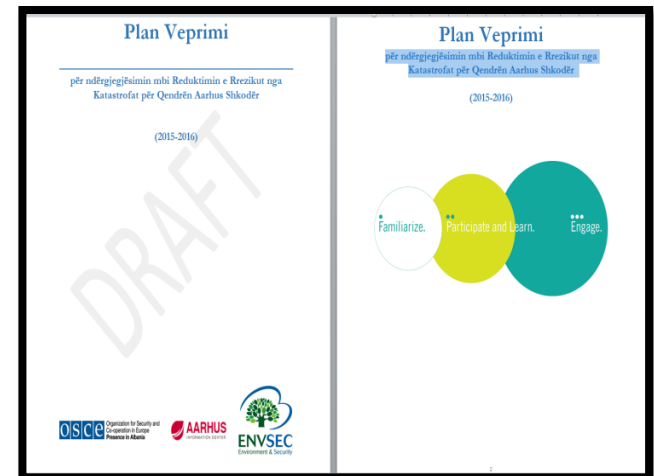 Plan Veprimi
për ndërgjegjësimin mbi Reduktimin e Rrezikut nga
Katastrofat për Qendrën Aarhus Shkodër
(2015-2016)
DRAFT
OSCE
Organization for Security and
Co-operation in Europe
Presence in Albania
AARHUS
INFORMATION CENTER
ENVSEC
Environment & Security
Plan Veprimi
për ndërgjegjësimin mbi Reduktimin e Rrezikut nga
Katastrofat për Qendrën Aarhus Shkodër
(2015-2016)
Familiarize.
Participate and Learn.
Engage.